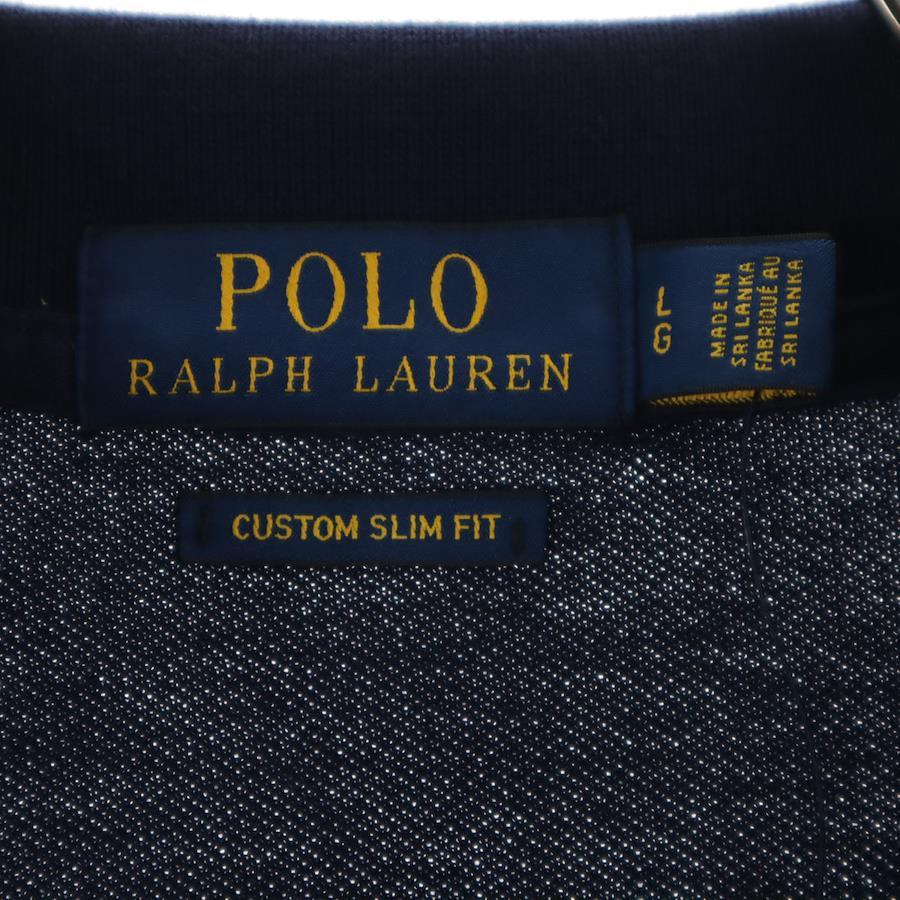 POLO
RALPH LAUREN
L
G
MADE IN
SRI LANKA
FABRIQUÉ AU
SRI LANKA
CUSTOM SLIM FIT